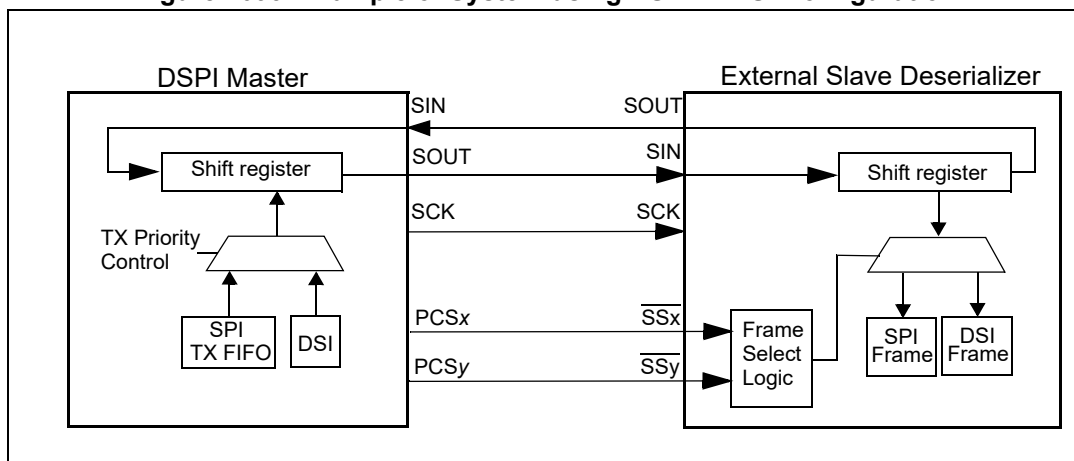 DSPI Master
External Slave Deserializer
SIN
SOUT
SOUT
SIN
Shift register
Shift register
SCK
SCK
TX Priority
Control
SPI
TX FIFO
DSI
PCSx
SSx
PCSy
SSy
Frame
Select
Logic
SPI
Frame
DSI
Frame